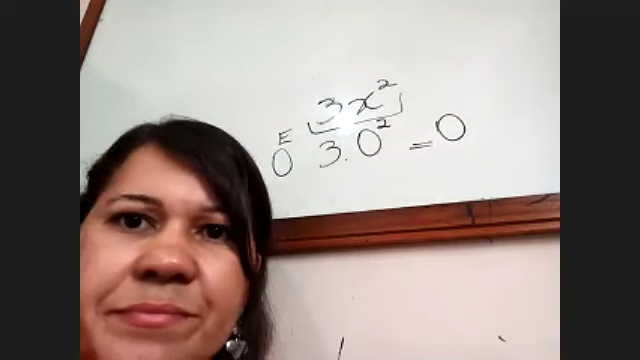 3x²
0 E 3.0² = 0